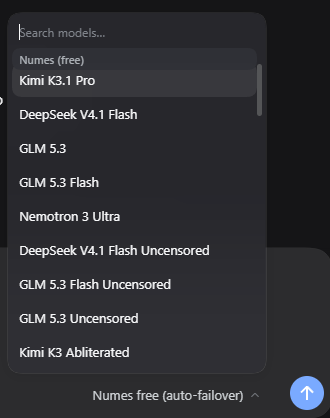 Search models...
Numes (free)
Kimi K3.1 Pro
DeepSeek V4.1 Flash
GLM 5.3
GLM 5.3 Flash
Nemotron 3 Ultra
DeepSeek V4.1 Flash Uncensored
GLM 5.3 Flash Uncensored
GLM 5.3 Uncensored
Kimi K3 Abliterated
Numes free (auto-failover)